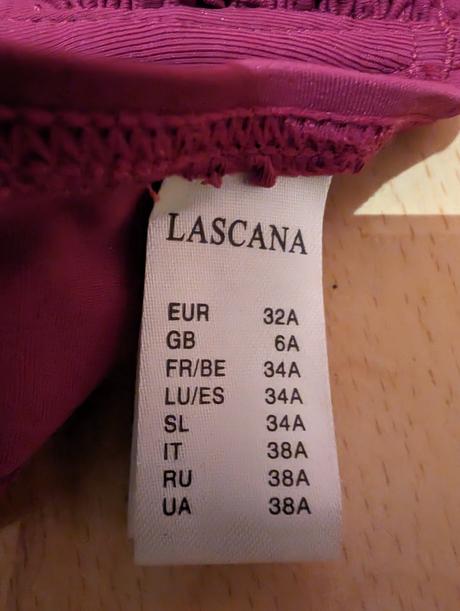 LASCANA
EUR 32A
GB 6A
FR/BE 34A
LU/ES 34A
SL 34A
IT 38A
RU 38A
UA 38A